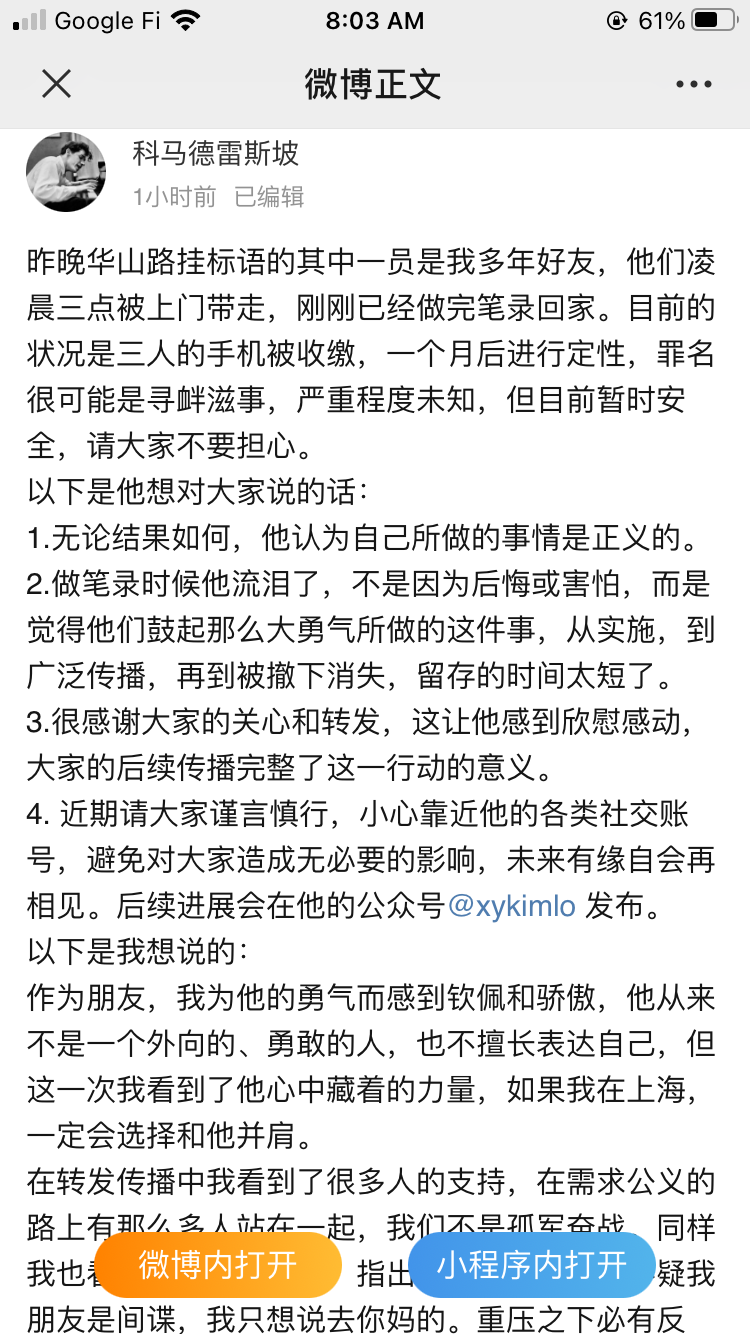 Google Fi 8:03 AM 61%
微博正文
科马德雷斯坡
1小时前 已编辑
昨晚华山路挂标语的其中一员是我多年好友，他们凌
晨三点被上门带走，刚刚已经做完笔录回家。目前的
状况是三人的手机被收缴，一个月后进行定性，罪名
很可能是寻衅滋事，严重程度未知，但目前暂时安
全，请大家不要担心。
以下是他想对大家说的话：
1.无论结果如何，他认为自己所做的事情是正义的。
2.做笔录时候他流泪了，不是因为后悔或害怕，而是
觉得他们鼓起那么大勇气所做的这件事，从实施，到
广泛传播，再到被撤下消失，留存的时间太短了。
3.很感谢大家的关心和转发，这让他感到欣慰感动，
大家的后续传播完整了这一行动的意义。
4. 近期请大家谨言慎行，小心靠近他的各类社交账
号，避免对大家造成无必要的影响，未来有缘自会再
相见。后续进展会在他的公众号@xykimlo 发布。
以下是我想说的：
作为朋友，我为他的勇气而感到钦佩和骄傲，他从来
不是一个外向的、勇敢的人，也不擅长表达自己，但
这一次我看到了他心中藏着的力量，如果我在上海，
一定会选择和他并肩。
在转发传播中我看到了很多人的支持，在需求公义的
路上有那么多人站在一起，我们不是孤军奋战。同样
我也看 指出 疑我
微博内打开 小程序内打开
朋友是间谍，我只想说去你妈的。重压之下必有反